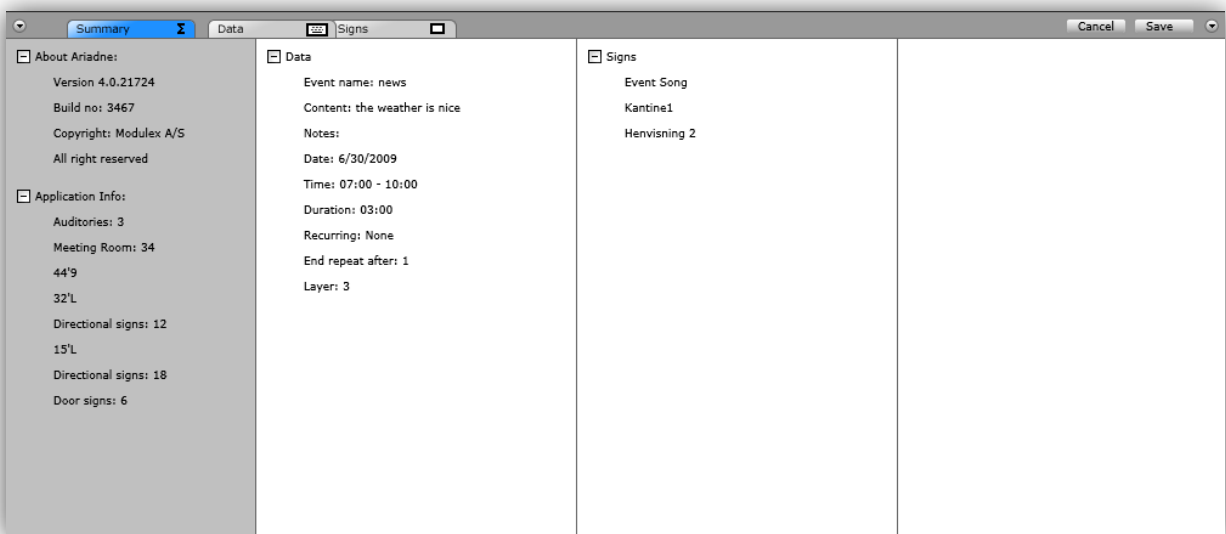 Summary Σ
Data
Signs
Cancel
Save
About Ariadne:
Version 4.0.21724
Build no: 3467
Copyright: Modulex A/S
All right reserved
Application Info:
Auditories: 3
Meeting Room: 34
44'9
32'L
Directional signs: 12
15'L
Directional signs: 18
Door signs: 6
Data
Event name: news
Content: the weather is nice
Notes:
Date: 6/30/2009
Time: 07:00 - 10:00
Duration: 03:00
Recurring: None
End repeat after: 1
Layer: 3
Signs
Event Song
Kantine1
Henvisning 2